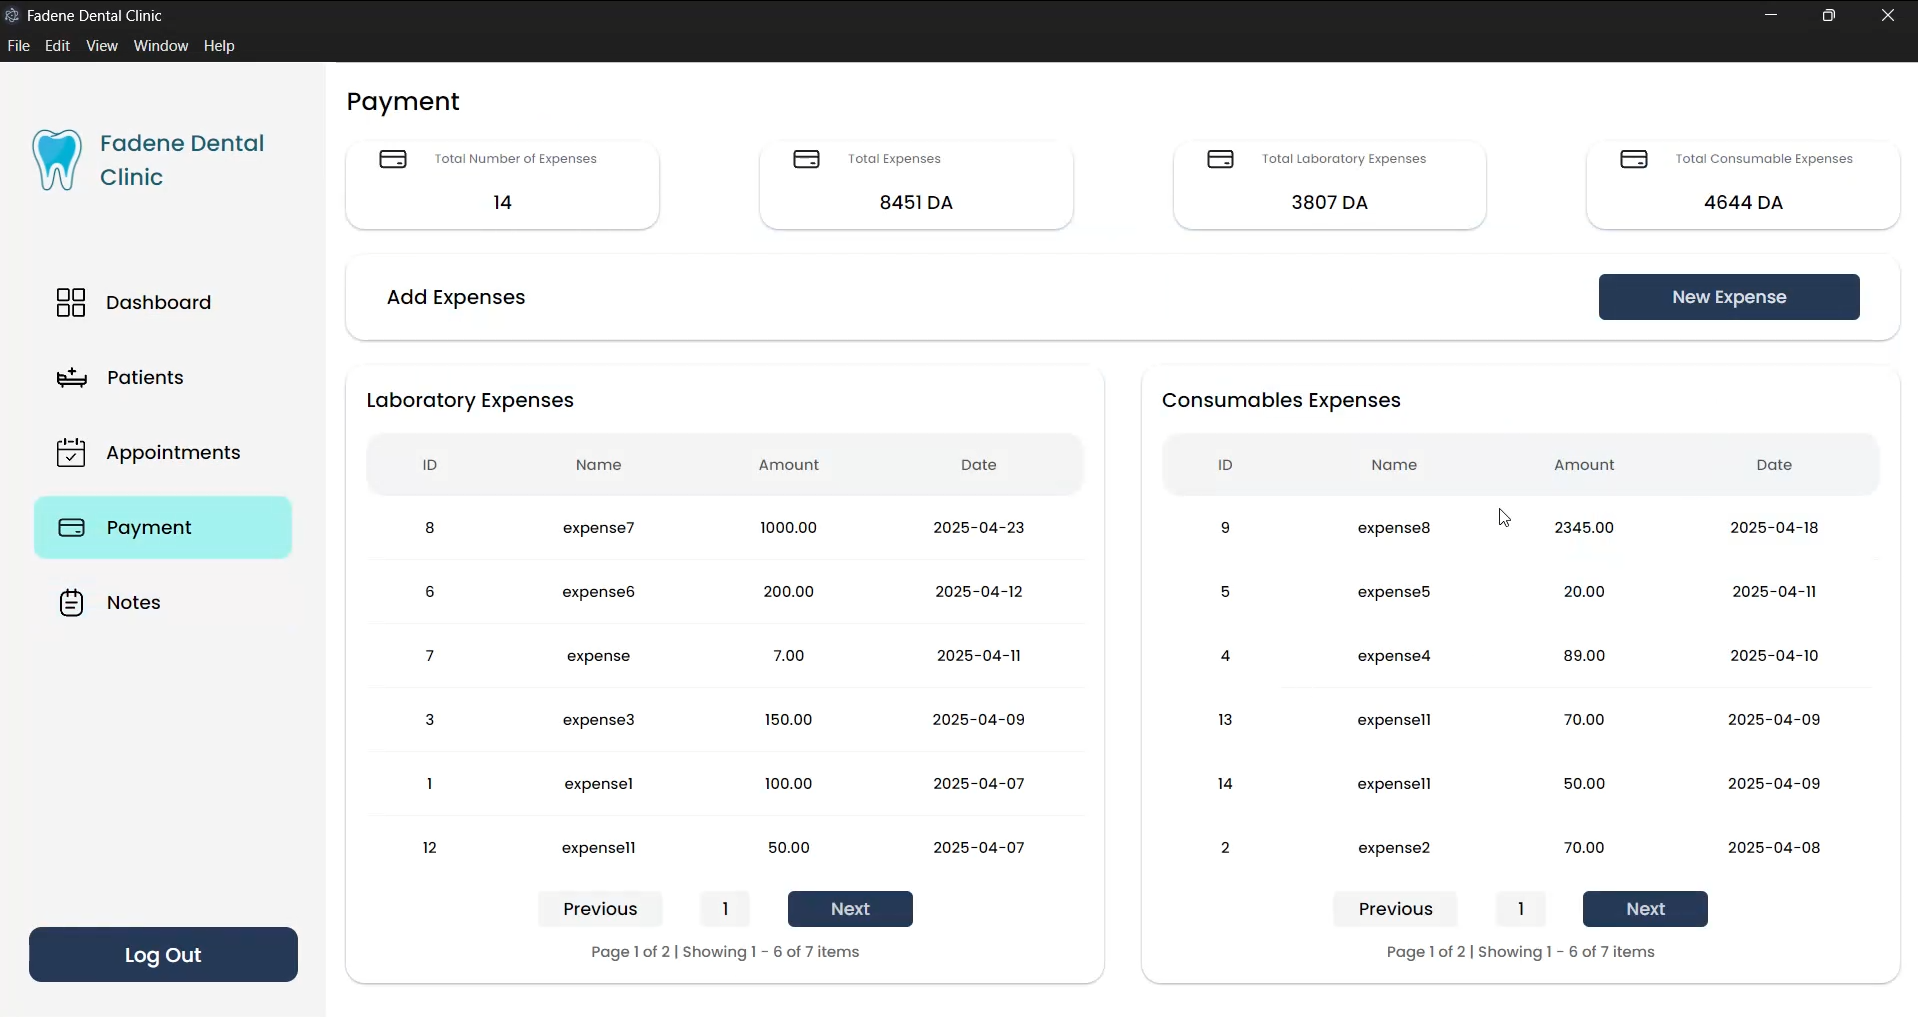 Fadene Dental Clinic
File Edit View Window Help
Fadene Dental
Clinic
Dashboard
Patients
Appointments
Payment
Notes
Log Out
Payment
Total Number of Expenses
14
Total Expenses
8451 DA
Total Laboratory Expenses
3807 DA
Total Consumable Expenses
4644 DA
Add Expenses
New Expense
Laboratory Expenses
ID Name Amount Date
8 expense7 1000.00 2025-04-23
6 expense6 200.00 2025-04-12
7 expense 7.00 2025-04-11
3 expense3 150.00 2025-04-09
1 expense1 100.00 2025-04-07
12 expense11 50.00 2025-04-07
Previous 1 Next
Page 1 of 2 | Showing 1 - 6 of 7 items
Consumables Expenses
ID Name Amount Date
9 expense8 2345.00 2025-04-18
5 expense5 20.00 2025-04-11
4 expense4 89.00 2025-04-10
13 expense11 70.00 2025-04-09
14 expense11 50.00 2025-04-09
2 expense2 70.00 2025-04-08
Previous 1 Next
Page 1 of 2 | Showing 1 - 6 of 7 items